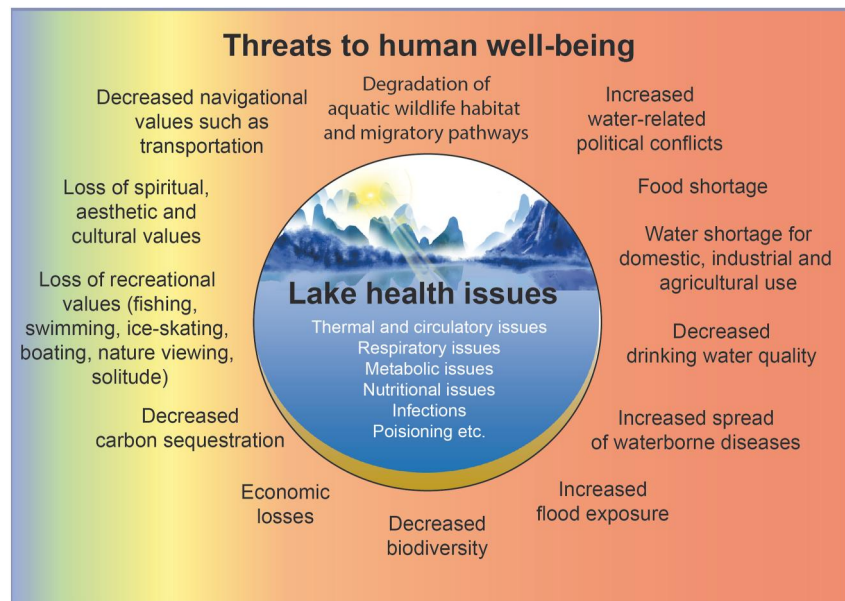 Threats to human well-being
Decreased navigational
values such as
transportation
Degradation of
aquatic wildlife habitat
and migratory pathways
Increased
water-related
political conflicts
Loss of spiritual,
aesthetic and
cultural values
Food shortage
Water shortage for
domestic, industrial and
agricultural use
Loss of recreational
values (fishing,
swimming, ice-skating,
boating, nature viewing,
solitude)
Lake health issues
Thermal and circulatory issues
Respiratory issues
Metabolic issues
Nutritional issues
Infections
Poisioning etc.
Decreased
drinking water quality
Decreased
carbon sequestration
Increased spread
of waterborne diseases
Economic
losses
Decreased
biodiversity
Increased
flood exposure